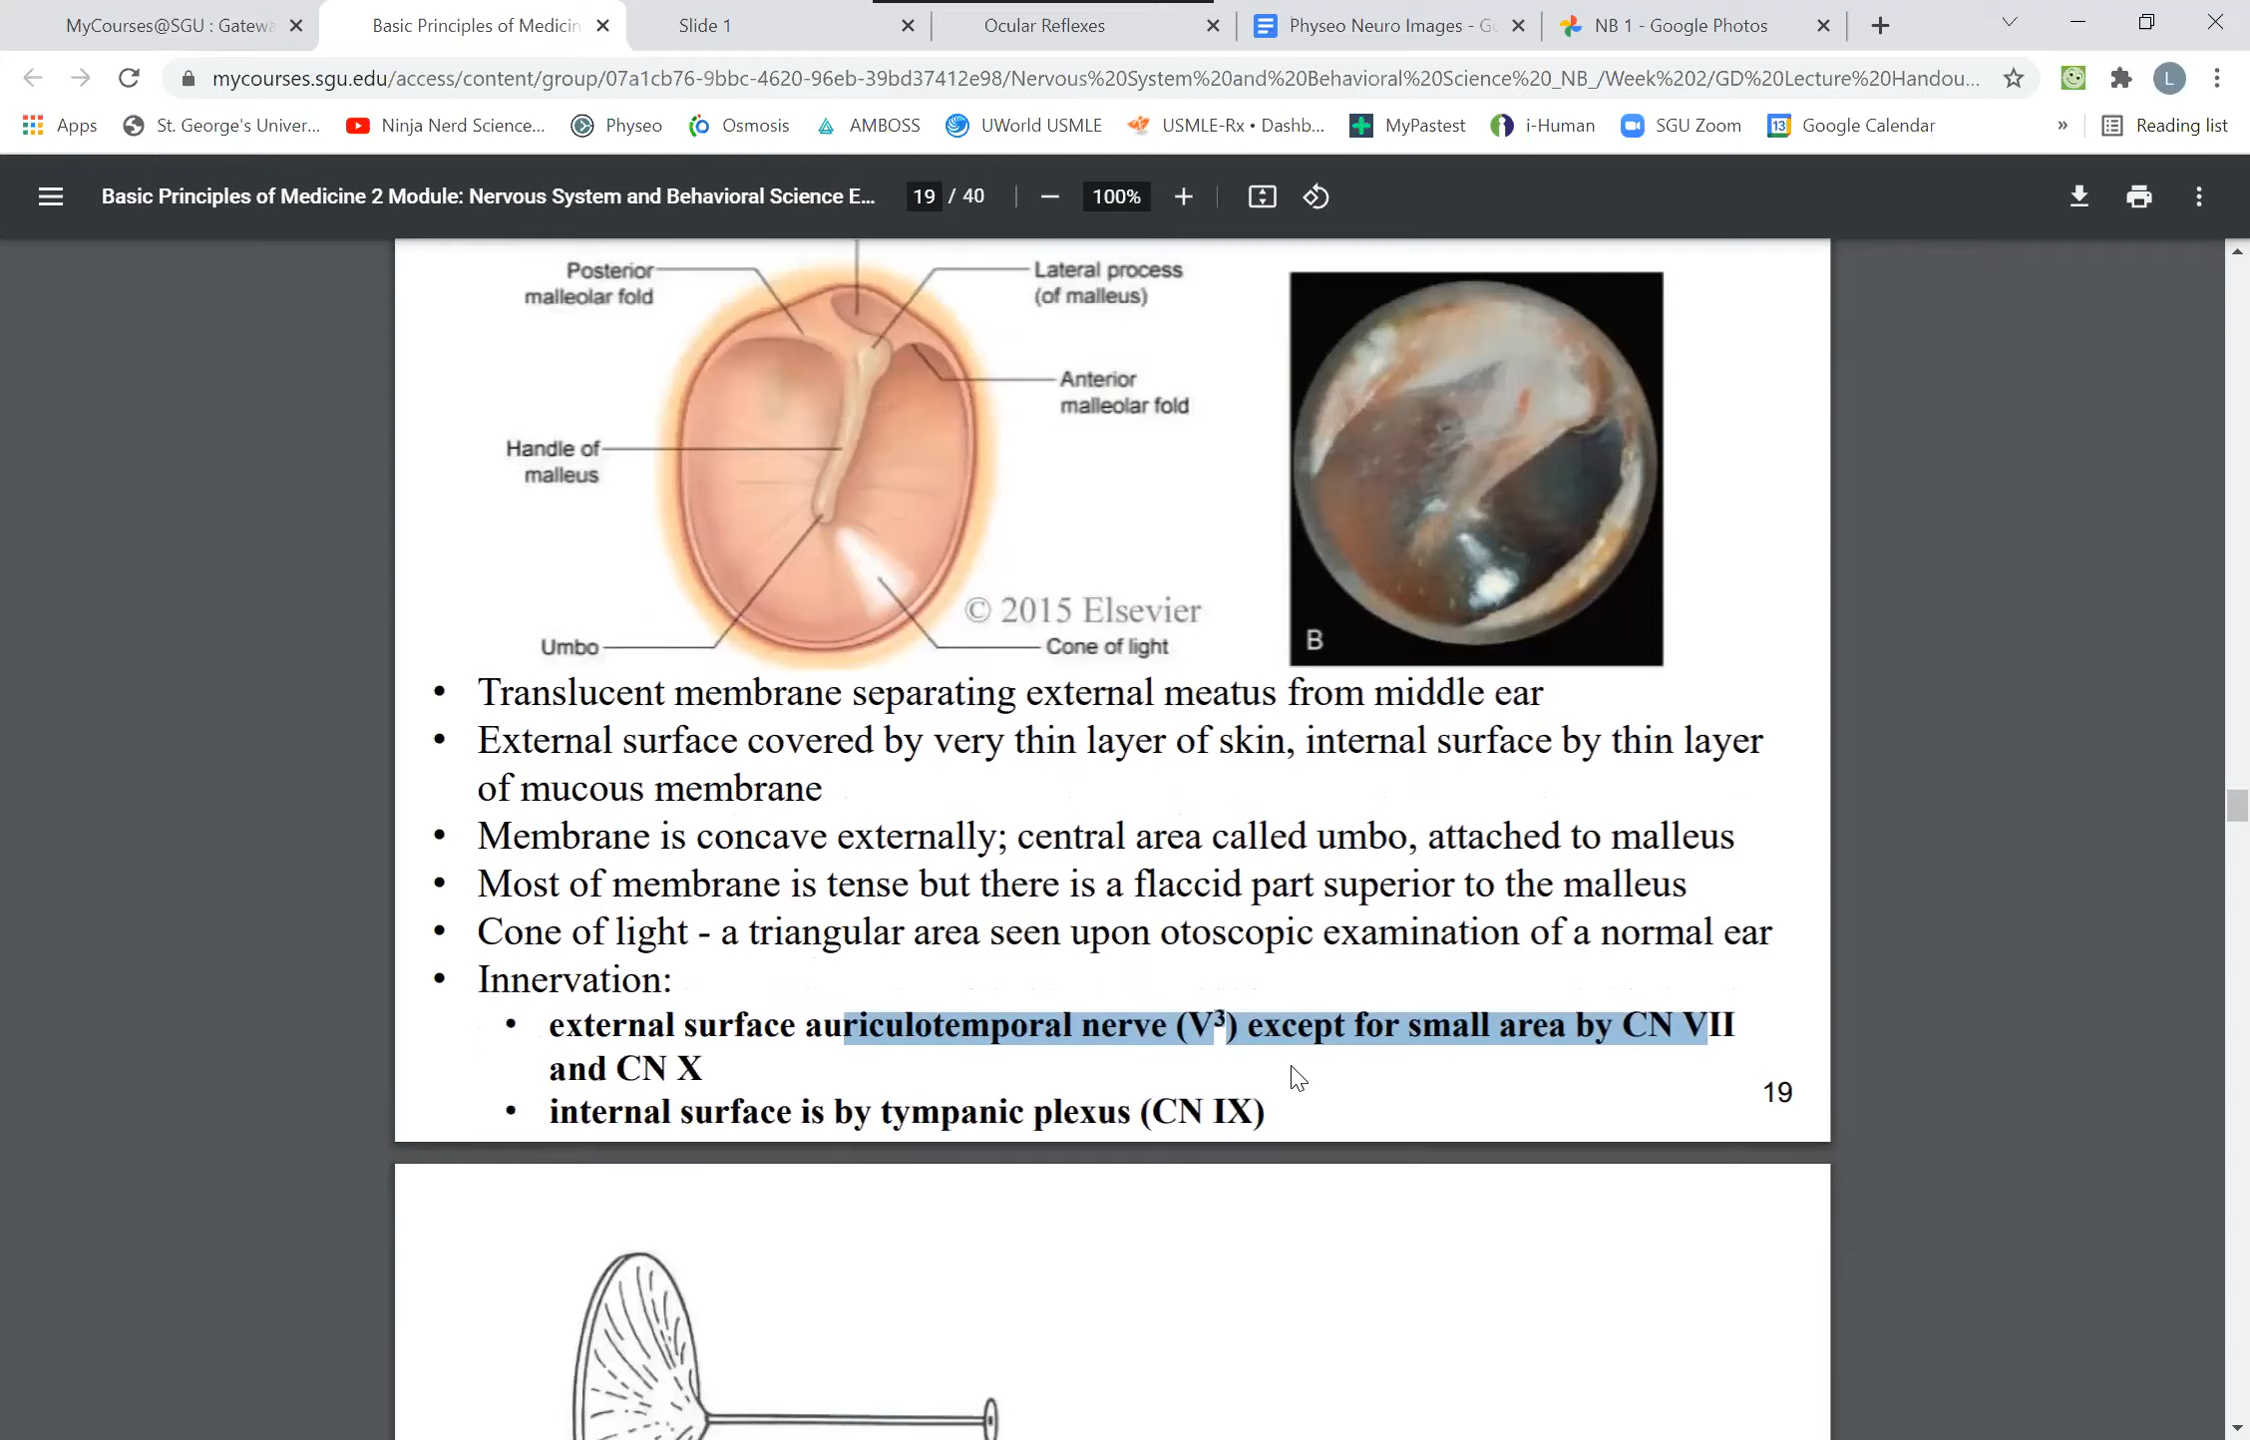 MyCourses@SGU : Gatewa
Basic Principles of Medicin
Slide 1
Ocular Reflexes
Physeo Neuro Images - Go
NB 1 - Google Photos
mycourses.sgu.edu/access/content/group/07a1cb76-9bbc-4620-96eb-39bd37412e98/Nervous%20System%20and%20Behavioral%20Science%20_NB_/Week%202/GD%20Lecture%20Handou...
L
Apps
St. George's Univer...
Ninja Nerd Science...
Physeo
Osmosis
AMBOSS
UWorld USMLE
USMLE-Rx • Dashb...
MyPastest
i-Human
SGU Zoom
13
Google Calendar
»
Reading list
Basic Principles of Medicine 2 Module: Nervous System and Behavioral Science E...
19 / 40
100%
Posterior
malleolar fold
Lateral process
(of malleus)
Anterior
malleolar fold
Handle of
malleus
© 2015 Elsevier
Umbo
Cone of light
B
• Translucent membrane separating external meatus from middle ear
• External surface covered by very thin layer of skin, internal surface by thin layer
of mucous membrane
• Membrane is concave externally; central area called umbo, attached to malleus
• Most of membrane is tense but there is a flaccid part superior to the malleus
• Cone of light - a triangular area seen upon otoscopic examination of a normal ear
• Innervation:
• external surface auriculotemporal nerve (V³) except for small area by CN VII
and CN X
• internal surface is by tympanic plexus (CN IX)
19